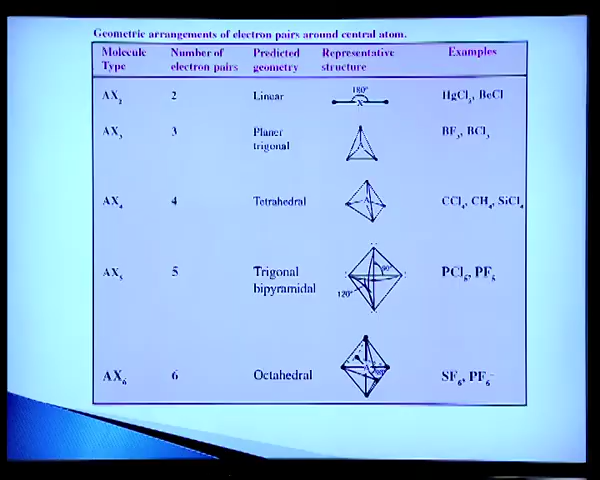 Geometric arrangements of electron pairs around central atom.
Molecule Type Number of electron pairs Predicted geometry Representative structure Examples
AX₂ 2 Linear 180° X HgCl₂, BeCl
AX₃ 3 Planer trigonal A BF₃, BCl₃
AX₄ 4 Tetrahedral A CCl₄, CH₄, SiCl₄
AX₅ 5 Trigonal bipyramidal 90° 120° PCl₅, PF₅
AX₆ 6 Octahedral A 90° SF₆, PF₆⁻